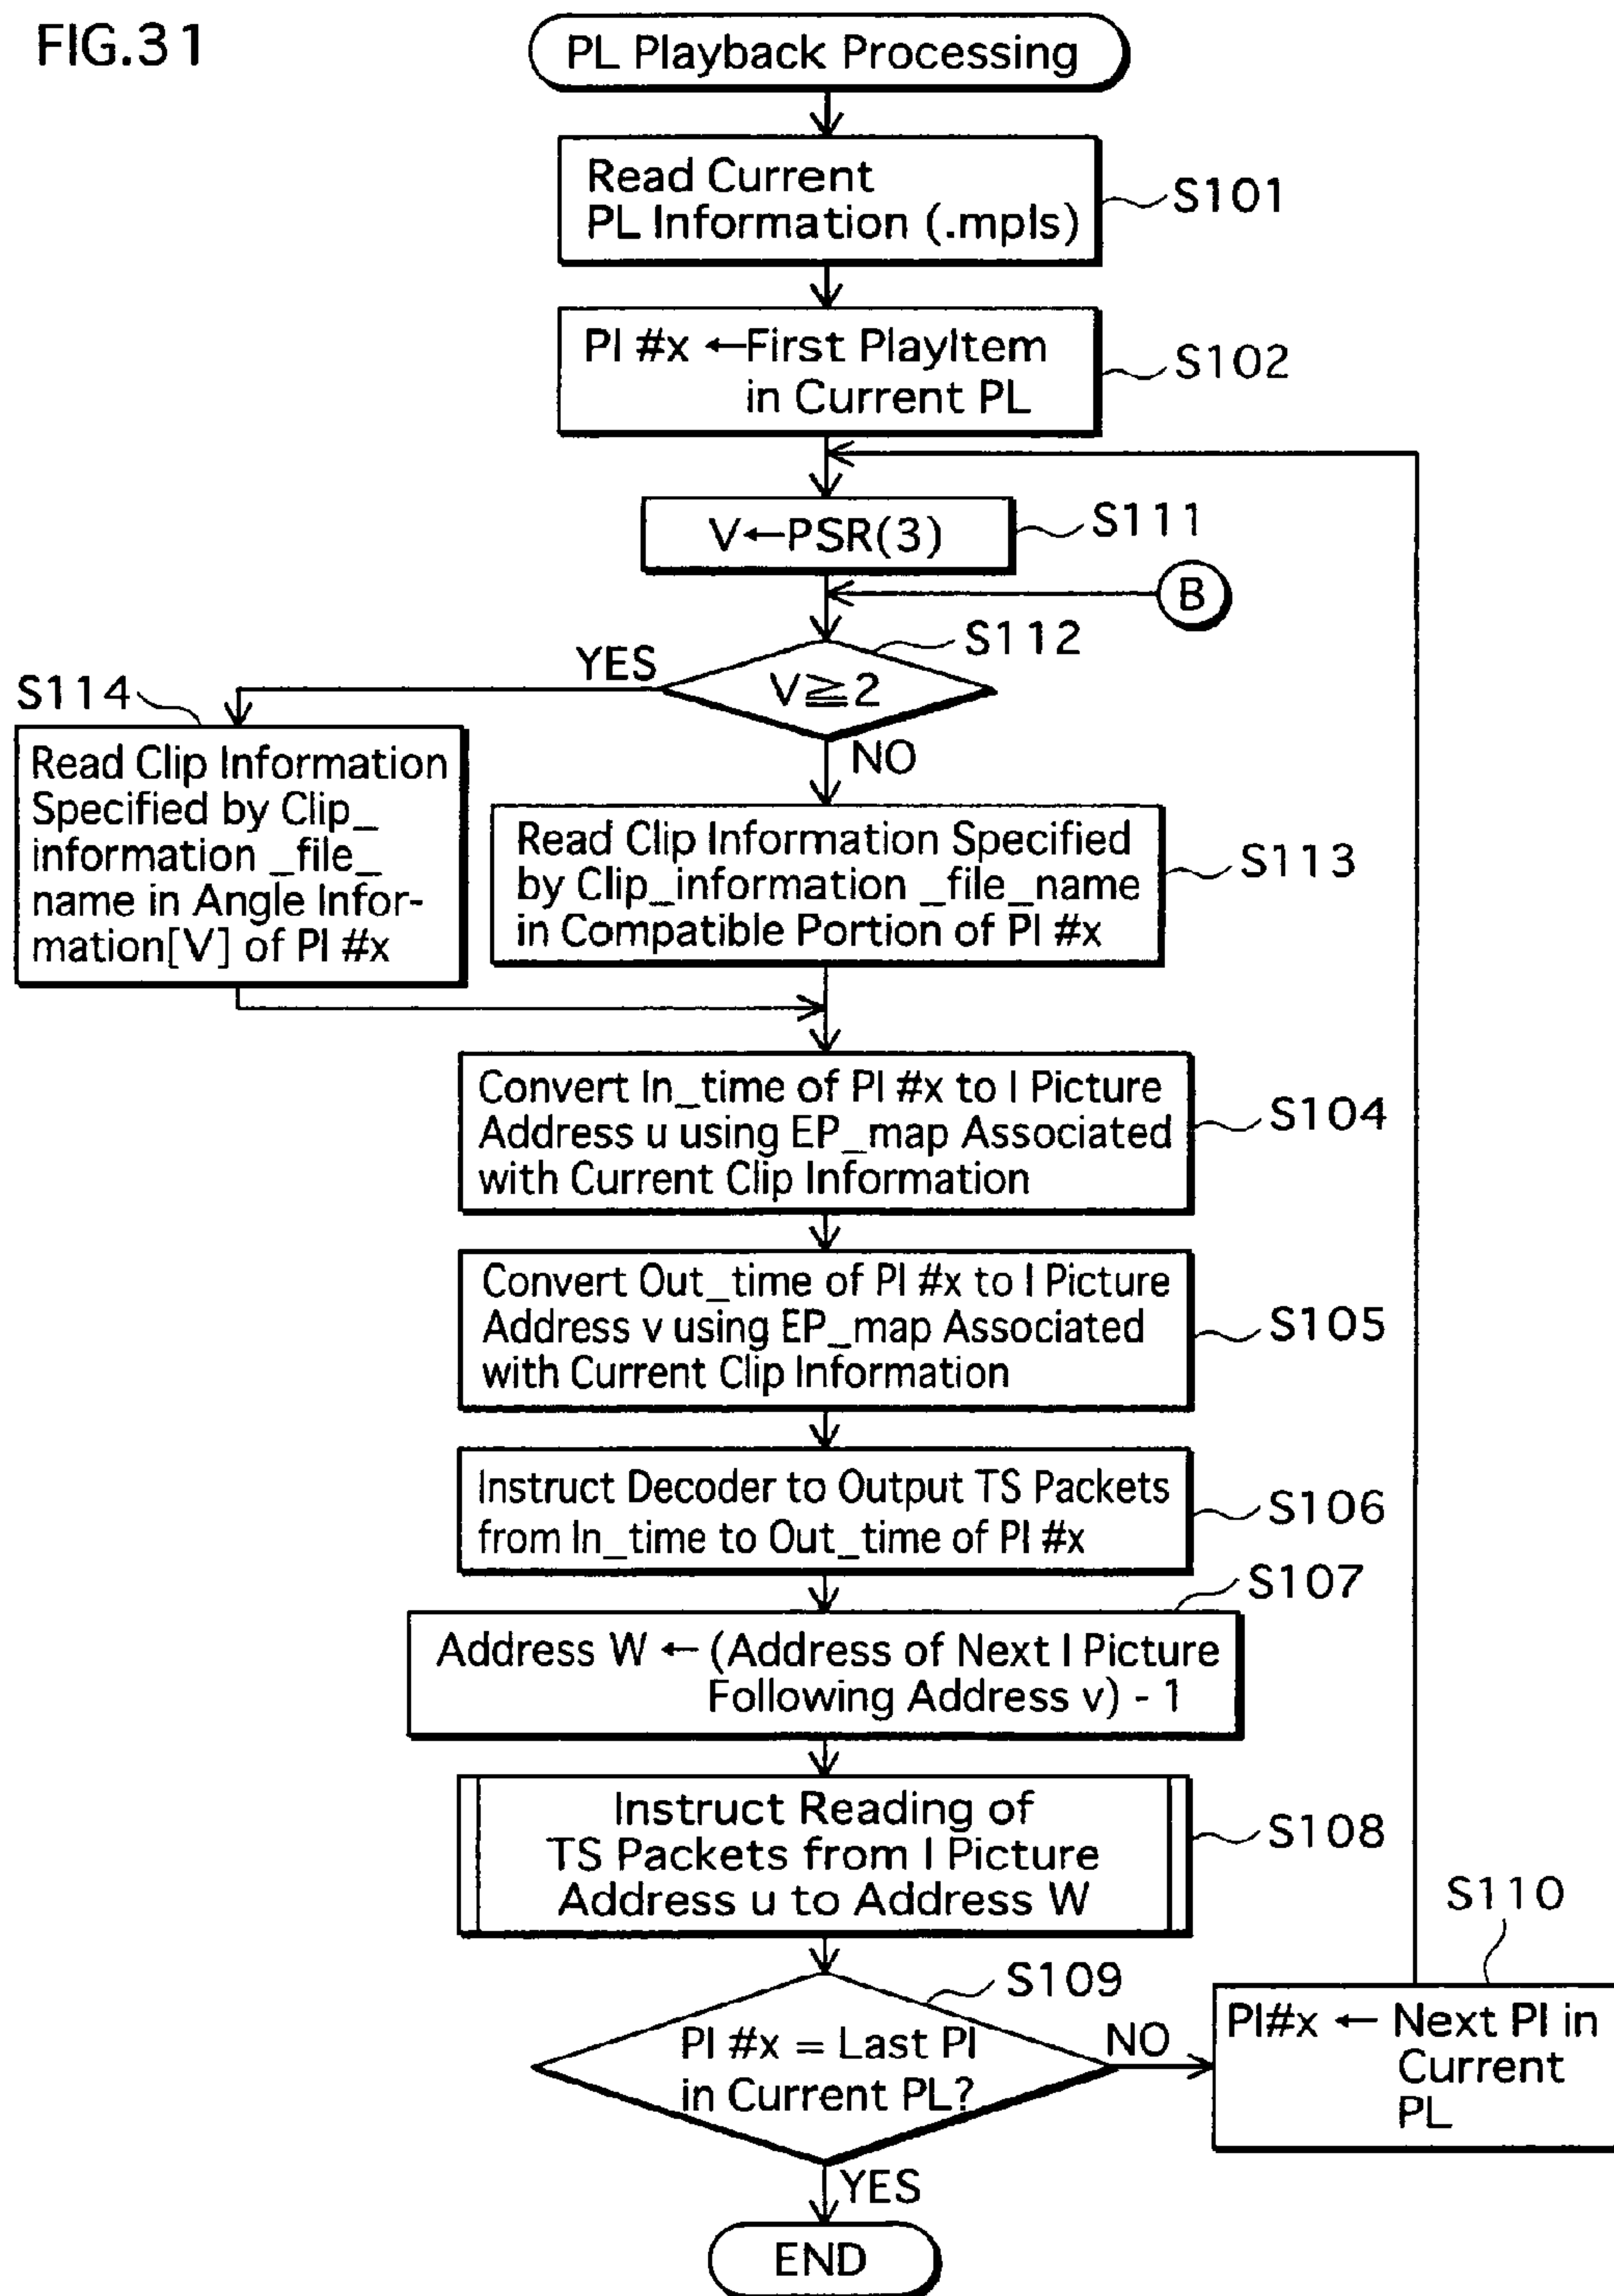 FIG.31
PL Playback Processing
Read Current
PL Information (.mpls)
S101
PI #x ←First PlayItem
in Current PL
S102
V←PSR(3)
S111
B
S112
YES
V≧2
NO
S114
Read Clip Information
Specified by Clip_
information _file_
name in Angle Infor-
mation[V] of PI #x
Read Clip Information Specified
by Clip_information _file_name
in Compatible Portion of PI #x
S113
Convert In_time of PI #x to I Picture
Address u using EP_map Associated
with Current Clip Information
S104
Convert Out_time of PI #x to I Picture
Address v using EP_map Associated
with Current Clip Information
S105
Instruct Decoder to Output TS Packets
from In_time to Out_time of PI #x
S106
S107
Address W ← (Address of Next I Picture
Following Address v) - 1
Instruct Reading of
TS Packets from I Picture
Address u to Address W
S108
S109
PI #x = Last PI
in Current PL?
NO
S110
PI#x ← Next PI in
Current
PL
YES
END